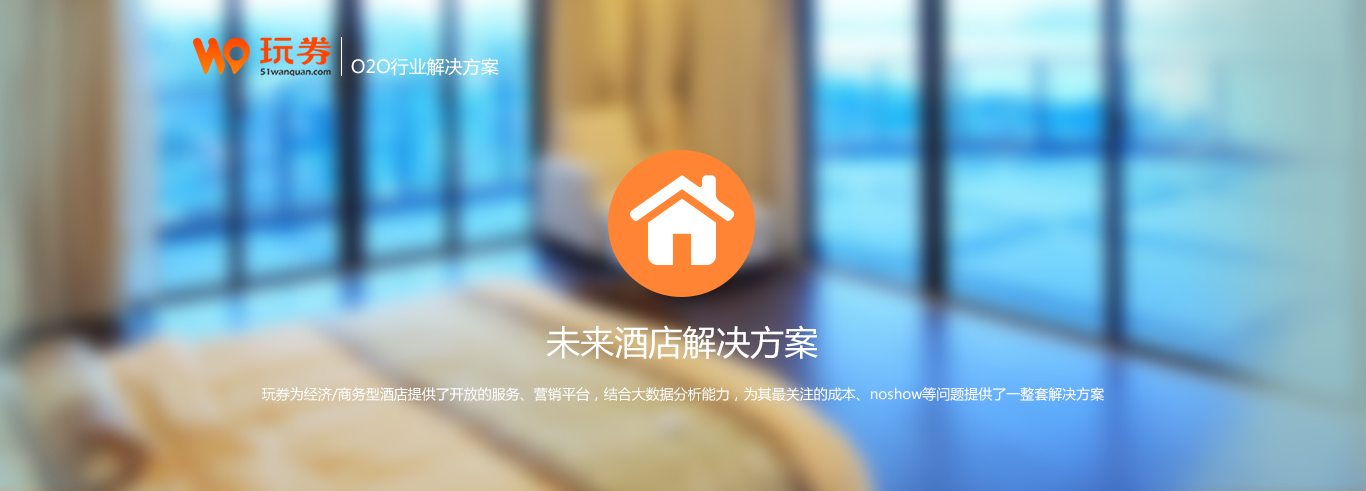 玩券
51wanquan.com
O2O行业解决方案
未来酒店解决方案
玩券为经济/商务型酒店提供了开放的服务、营销平台，结合大数据分析能力，为其最关注的成本、noshow等问题提供了一整套解决方案